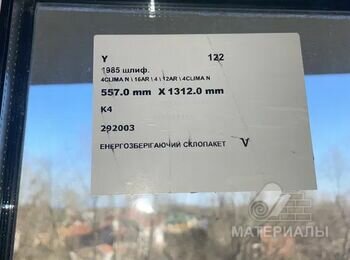 Y 122
1985 шлиф.
4CLIMA N \ 16AR \ 4 \ 12AR \ 4CLIMA N
557.0 mm X 1312.0 mm
K4
292003
ЕНЕРГОЗБЕРІГАЮЧИЙ СКЛОПАКЕТ V
МАТЕРИАЛЫ